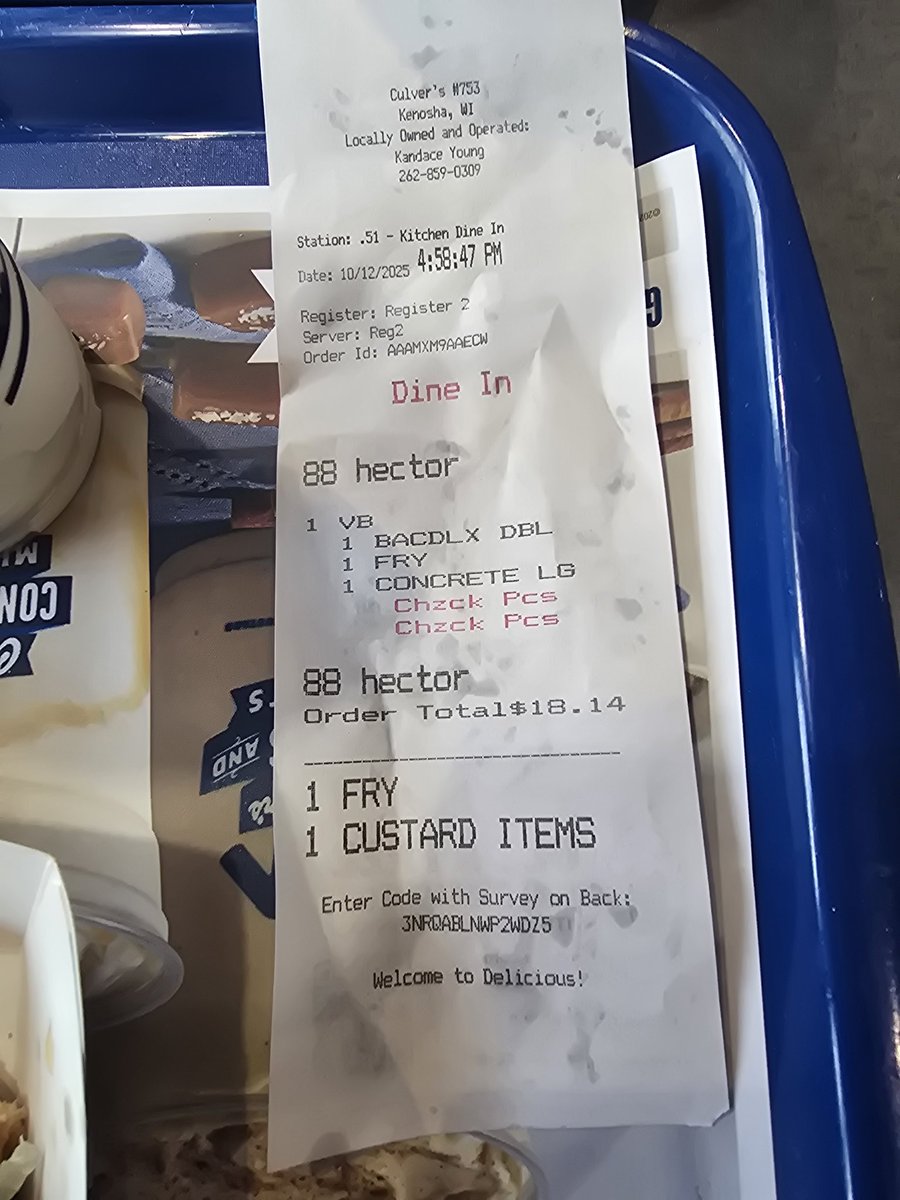 Culver's #753
Kenosha, WI
Locally Owned and Operated:
Kandace Young
262-859-0309
Station: .51 - Kitchen Dine In
Date: 10/12/2025 4:58:47 PM
Register: Register 2
Server: Reg2
Order Id: AAAMXM9AAECW
Dine In
88 hector
1 VB
1 BACDLX DBL
1 FRY
1 CONCRETE LG
Chzck Pcs
Chzck Pcs
88 hector
Order Total$18.14
1 FRY
1 CUSTARD ITEMS
Enter Code with Survey on Back:
3NRQABLNWP2WDZ5
Welcome to Delicious!
CON
AND